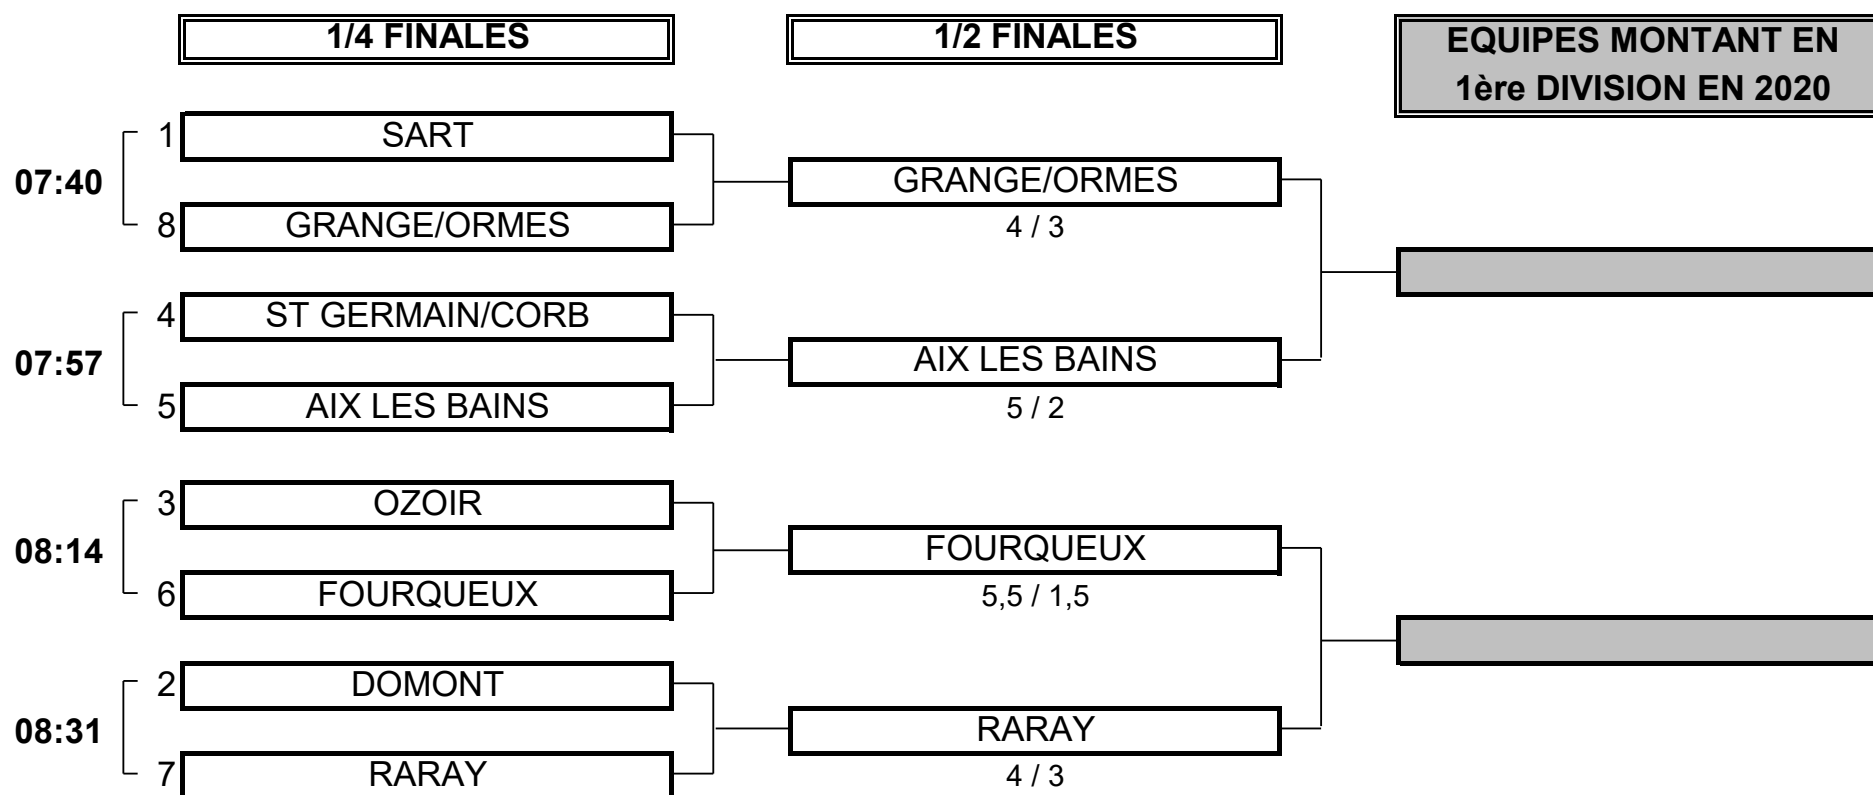 1/4 FINALES
1/2 FINALES
EQUIPES MONTANT EN
1ère DIVISION EN 2020
1 SART
07:40
GRANGE/ORMES
8 GRANGE/ORMES
4 / 3
4 ST GERMAIN/CORB
07:57
AIX LES BAINS
5 AIX LES BAINS
5 / 2
3 OZOIR
08:14
FOURQUEUX
6 FOURQUEUX
5,5 / 1,5
2 DOMONT
08:31
RARAY
7 RARAY
4 / 3